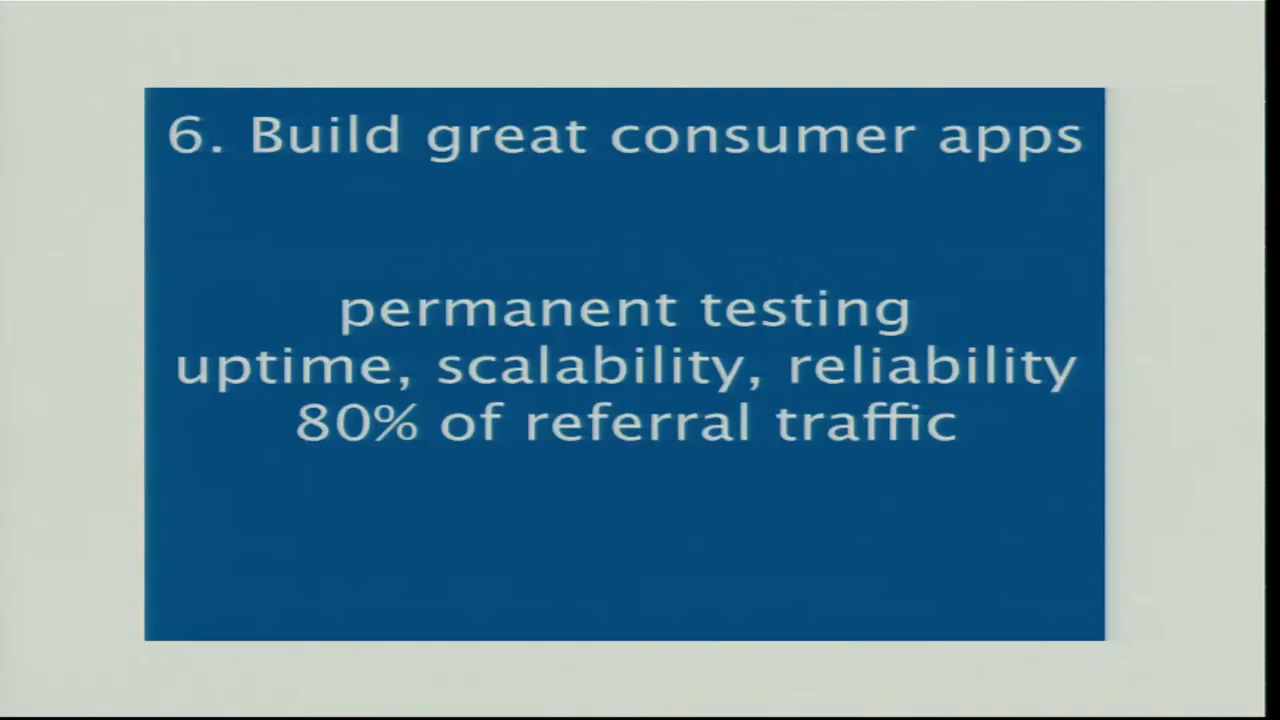 6. Build great consumer apps
permanent testing
uptime, scalability, reliability
80% of referral traffic